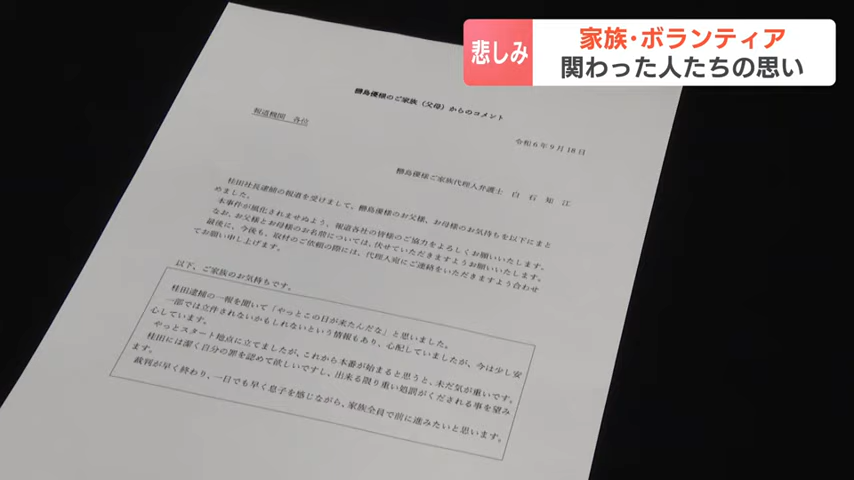 悲しみ
家族・ボランティア
関わった人たちの思い
勝島優様のご家族（父母）からのコメント
令和6年9月18日
報道機関 各位
勝島優様ご家族代理人弁護士 白石知江
桂田社長逮捕の報道を受けまして、勝島優様のお父様、お母様のお気持ちを以下にまと
めました。
本事件が風化されませぬよう、報道各社の皆様のご協力をよろしくお願いいたします。
なお、お父様とお母様のお名前については、伏せていただきますようお願いいたします。
最後に、今後も、取材のご依頼の際には、代理人宛にご連絡をいただきますよう合わせ
てお願い申し上げます。
以下、ご家族のお気持ちです。
桂田逮捕の一報を聞いて「やっとこの日が来たんだな」と思いました。
一部では立件されないかもしれないという情報もあり、心配していましたが、今は少し安
心しています。
やっとスタート地点に立てましたが、これから本番が始まると思うと、未だ気が重いです。
桂田には潔く自分の罪を認めて欲しいですし、出来る限り重い処罰がくだされる事を望み
ます。
裁判が早く終わり、一日でも早く息子を感じながら、家族全員で前に進みたいと思います。